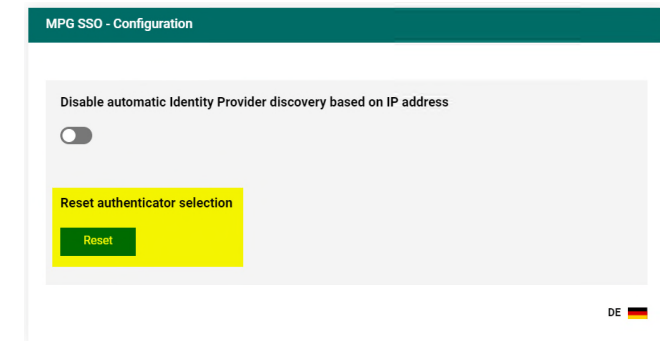 MPG SSO - Configuration
Disable automatic Identity Provider discovery based on IP address
Reset authenticator selection
Reset
DE